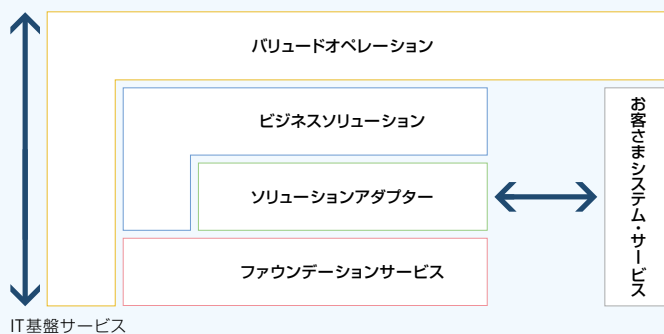 バリュードオペレーション
ビジネスソリューション
ソリューションアダプター
ファウンデーションサービス
お客さまシステム・サービス
IT基盤サービス